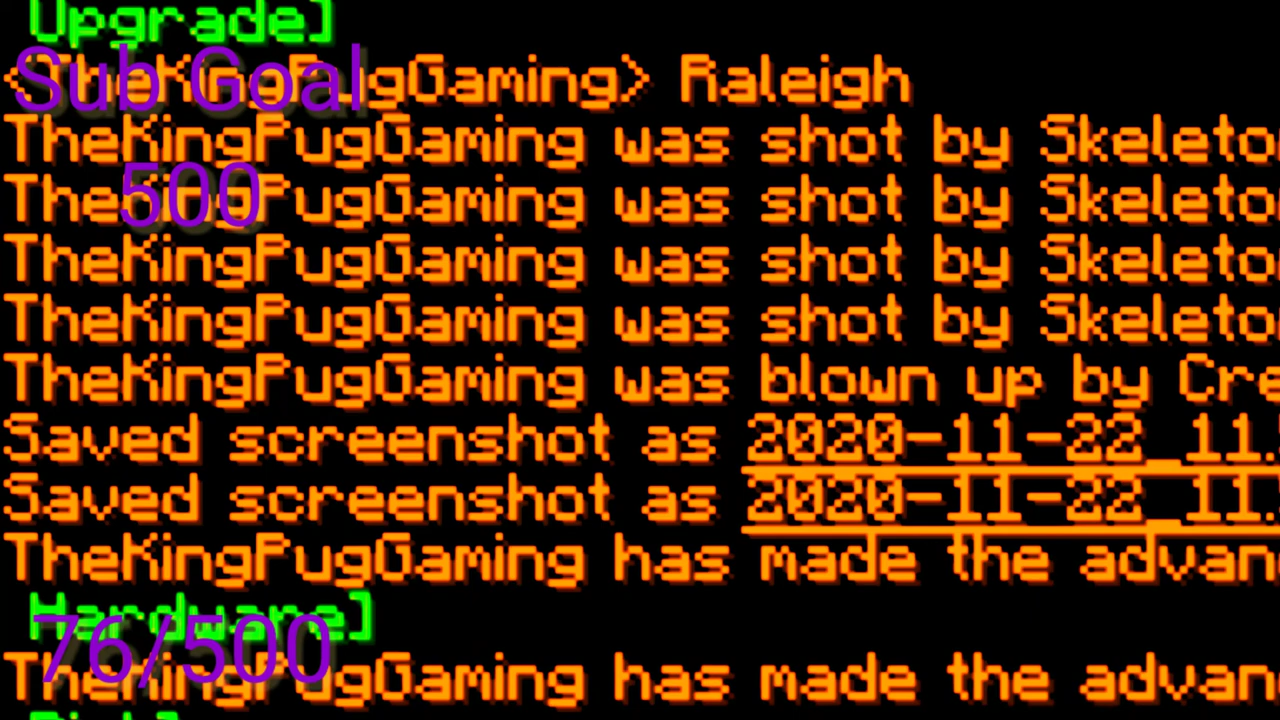 Upgrade]
Sub Goal
<TheKingPugGaming> Raleigh
TheKingPugGaming was shot by Skeleto
500
TheKingPugGaming was shot by Skeleto
TheKingPugGaming was shot by Skeleto
TheKingPugGaming was shot by Skeleto
TheKingPugGaming was blown up by Cre
Saved screenshot as 2020-11-22_11.
Saved screenshot as 2020-11-22_11.
TheKingPugGaming has made the advan
Hardware]
76/500
TheKingPugGaming has made the advan